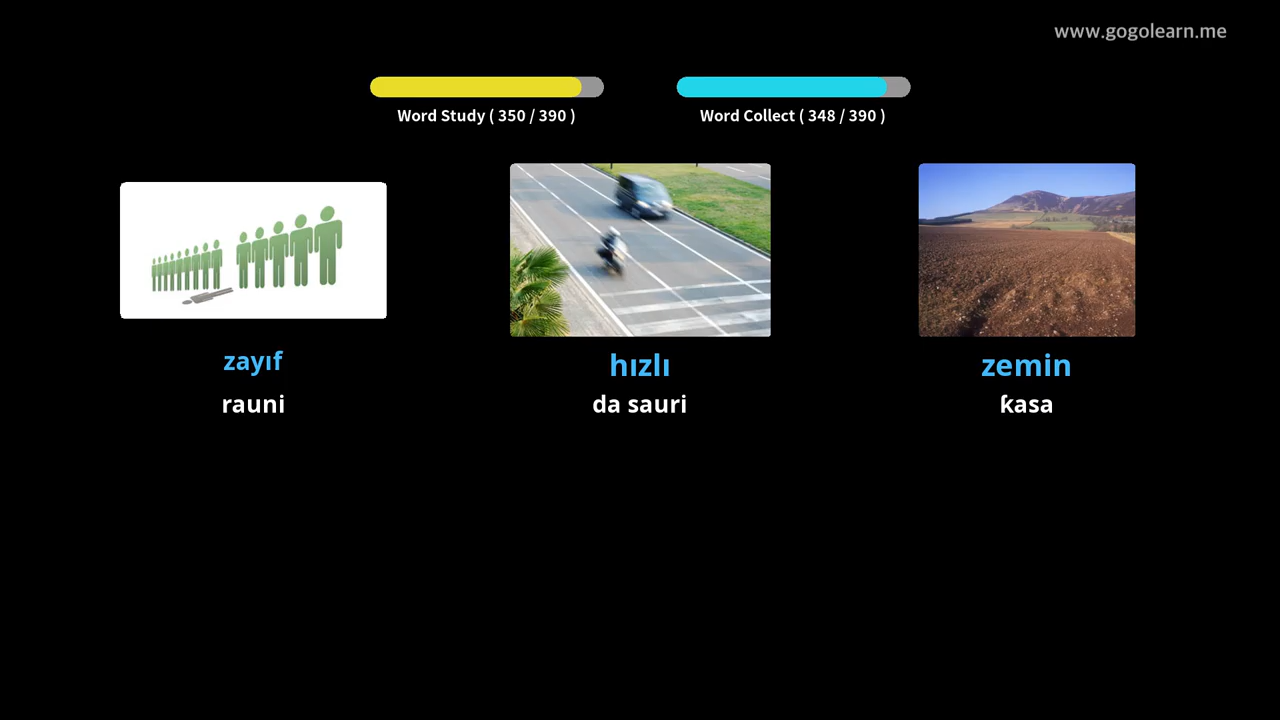 www.gogolearn.me
Word Study ( 350 / 390 )
Word Collect ( 348 / 390 )
zayıf
rauni
hızlı
da sauri
zemin
ƙasa